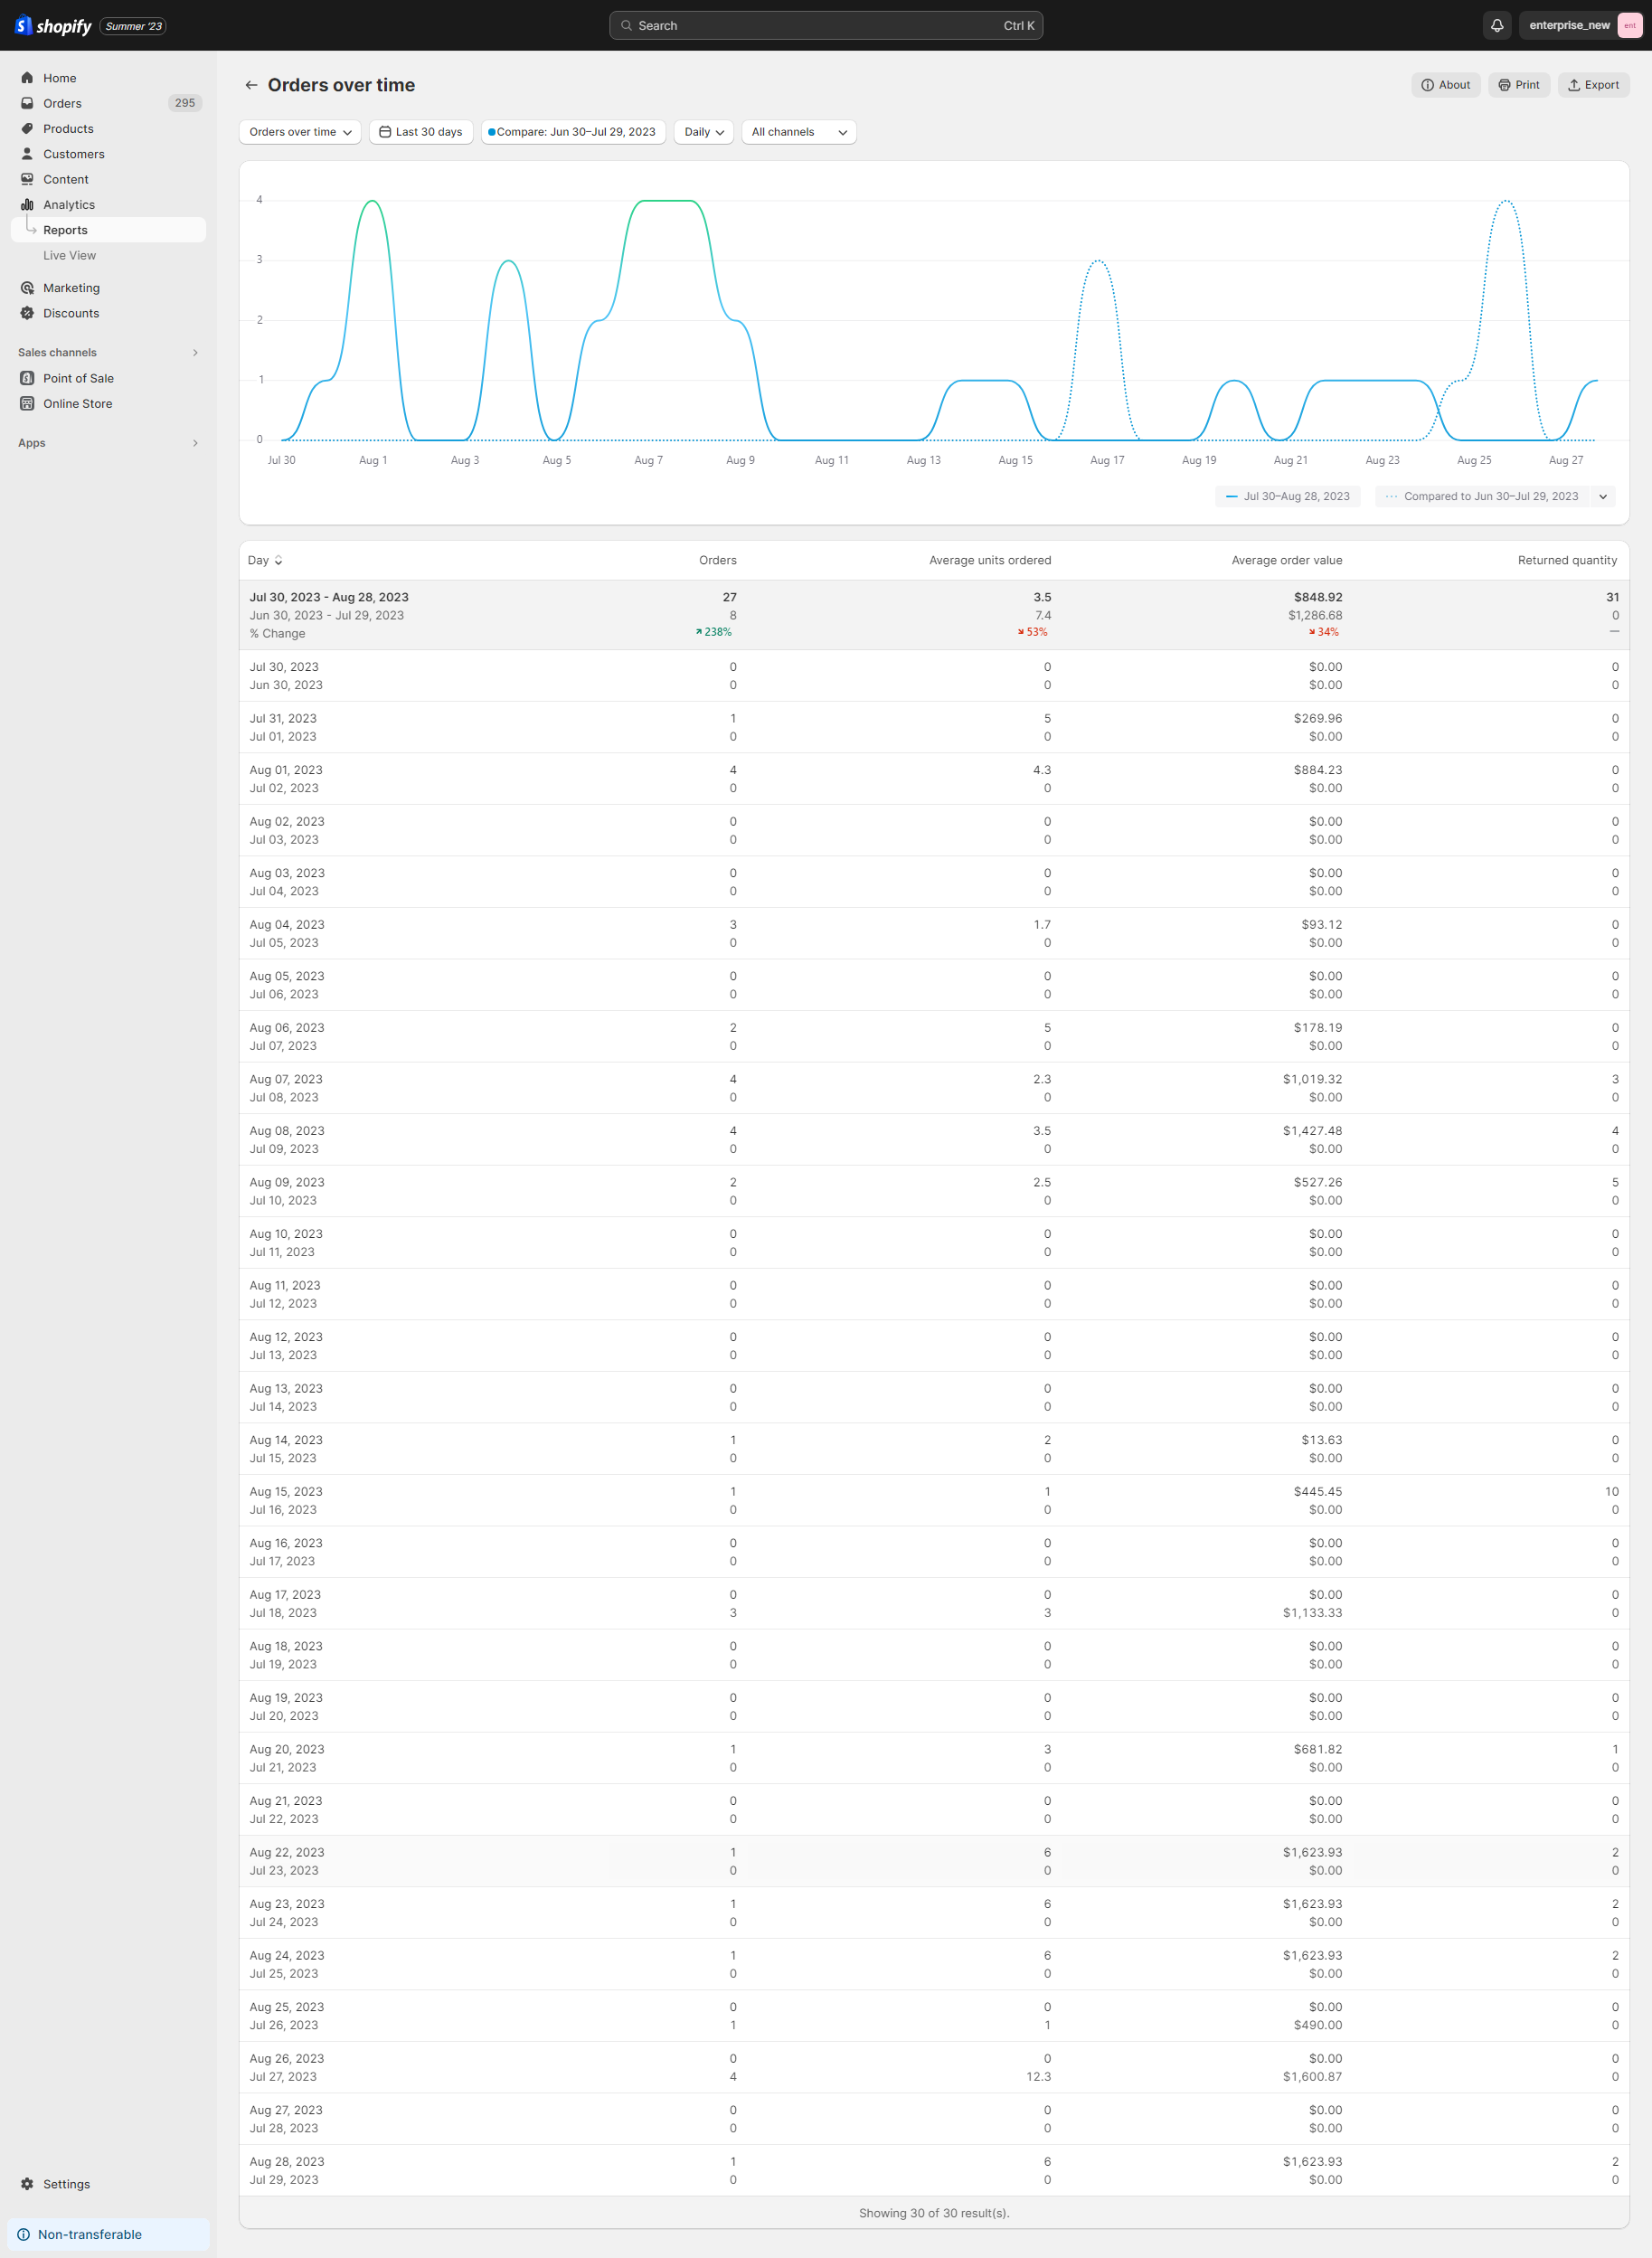 shopify Summer '23
Search Ctrl K
enterprise_new ent
Home
Orders 295
Products
Customers
Content
Analytics
Reports
Live View
Marketing
Discounts
Sales channels
Point of Sale
Online Store
Apps
Settings
Non-transferable
Orders over time
About Print Export
Orders over time Last 30 days Compare: Jun 30–Jul 29, 2023 Daily All channels
4
3
2
1
0
Jul 30 Aug 1 Aug 3 Aug 5 Aug 7 Aug 9 Aug 11 Aug 13 Aug 15 Aug 17 Aug 19 Aug 21 Aug 23 Aug 25 Aug 27
Jul 30–Aug 28, 2023 Compared to Jun 30–Jul 29, 2023
Day Orders Average units ordered Average order value Returned quantity
Jul 30, 2023 - Aug 28, 2023 27 3.5 $848.92 31
Jun 30, 2023 - Jul 29, 2023 8 7.4 $1,286.68 0
% Change 238% 53% 34% —
Jul 30, 2023 0 0 $0.00 0
Jun 30, 2023 0 0 $0.00 0
Jul 31, 2023 1 5 $269.96 0
Jul 01, 2023 0 0 $0.00 0
Aug 01, 2023 4 4.3 $884.23 0
Jul 02, 2023 0 0 $0.00 0
Aug 02, 2023 0 0 $0.00 0
Jul 03, 2023 0 0 $0.00 0
Aug 03, 2023 0 0 $0.00 0
Jul 04, 2023 0 0 $0.00 0
Aug 04, 2023 3 1.7 $93.12 0
Jul 05, 2023 0 0 $0.00 0
Aug 05, 2023 0 0 $0.00 0
Jul 06, 2023 0 0 $0.00 0
Aug 06, 2023 2 5 $178.19 0
Jul 07, 2023 0 0 $0.00 0
Aug 07, 2023 4 2.3 $1,019.32 3
Jul 08, 2023 0 0 $0.00 0
Aug 08, 2023 4 3.5 $1,427.48 4
Jul 09, 2023 0 0 $0.00 0
Aug 09, 2023 2 2.5 $527.26 5
Jul 10, 2023 0 0 $0.00 0
Aug 10, 2023 0 0 $0.00 0
Jul 11, 2023 0 0 $0.00 0
Aug 11, 2023 0 0 $0.00 0
Jul 12, 2023 0 0 $0.00 0
Aug 12, 2023 0 0 $0.00 0
Jul 13, 2023 0 0 $0.00 0
Aug 13, 2023 0 0 $0.00 0
Jul 14, 2023 0 0 $0.00 0
Aug 14, 2023 1 2 $13.63 0
Jul 15, 2023 0 0 $0.00 0
Aug 15, 2023 1 1 $445.45 10
Jul 16, 2023 0 0 $0.00 0
Aug 16, 2023 0 0 $0.00 0
Jul 17, 2023 0 0 $0.00 0
Aug 17, 2023 0 0 $0.00 0
Jul 18, 2023 3 3 $1,133.33 0
Aug 18, 2023 0 0 $0.00 0
Jul 19, 2023 0 0 $0.00 0
Aug 19, 2023 0 0 $0.00 0
Jul 20, 2023 0 0 $0.00 0
Aug 20, 2023 1 3 $681.82 1
Jul 21, 2023 0 0 $0.00 0
Aug 21, 2023 0 0 $0.00 0
Jul 22, 2023 0 0 $0.00 0
Aug 22, 2023 1 6 $1,623.93 2
Jul 23, 2023 0 0 $0.00 0
Aug 23, 2023 1 6 $1,623.93 2
Jul 24, 2023 0 0 $0.00 0
Aug 24, 2023 1 6 $1,623.93 2
Jul 25, 2023 0 0 $0.00 0
Aug 25, 2023 0 0 $0.00 0
Jul 26, 2023 1 1 $490.00 0
Aug 26, 2023 0 0 $0.00 0
Jul 27, 2023 4 12.3 $1,600.87 0
Aug 27, 2023 0 0 $0.00 0
Jul 28, 2023 0 0 $0.00 0
Aug 28, 2023 1 6 $1,623.93 2
Jul 29, 2023 0 0 $0.00 0
Showing 30 of 30 result(s).